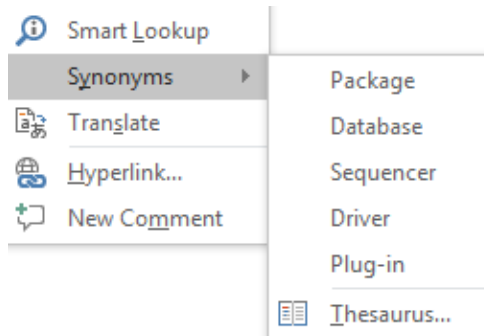 Smart Lookup
Synonyms
Translate
Hyperlink...
New Comment
Package
Database
Sequencer
Driver
Plug-in
Thesaurus...